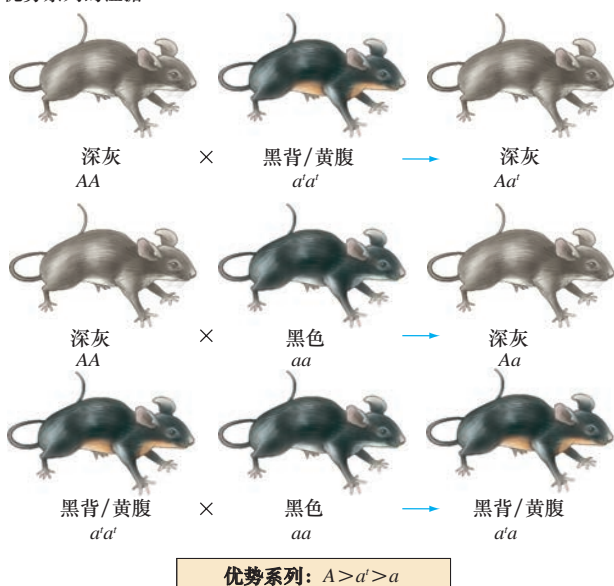 深灰 × 黑背/黄腹 → 深灰
AA aᵗaᵗ Aaᵗ
深灰 × 黑色 → 深灰
AA aa Aa
黑背/黄腹 × 黑色 → 黑背/黄腹
aᵗaᵗ aa aᵗa
优势系列：A＞aᵗ＞a